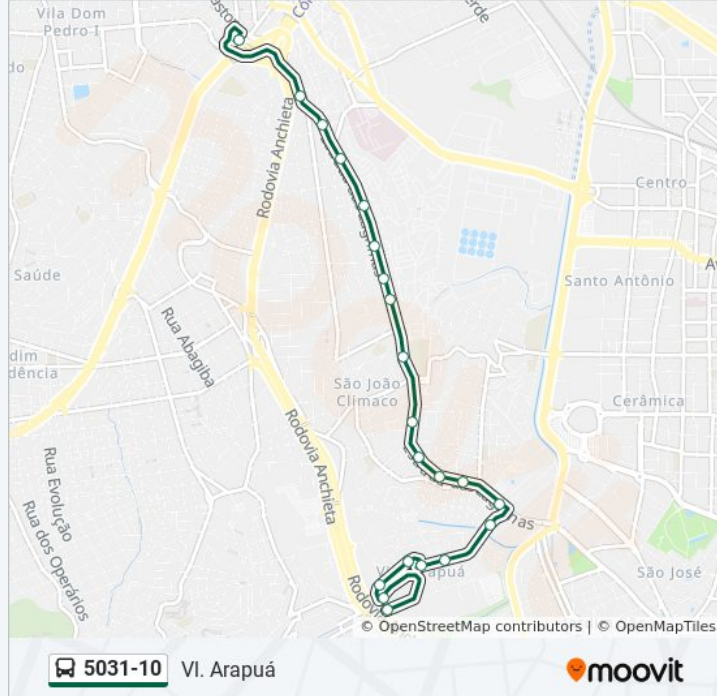 Vila Dom
Pedro I
Rodovia Anchieta
Centro
Saúde
Santo Antônio
Rua Abagiba
São João
Clímaco
Cerâmica
Rodovia Anchieta
Rua Evolução
Rua dos Operários
São José
© OpenStreetMap contributors | © OpenMapTiles
5031-10 Vl. Arapuá
moovit